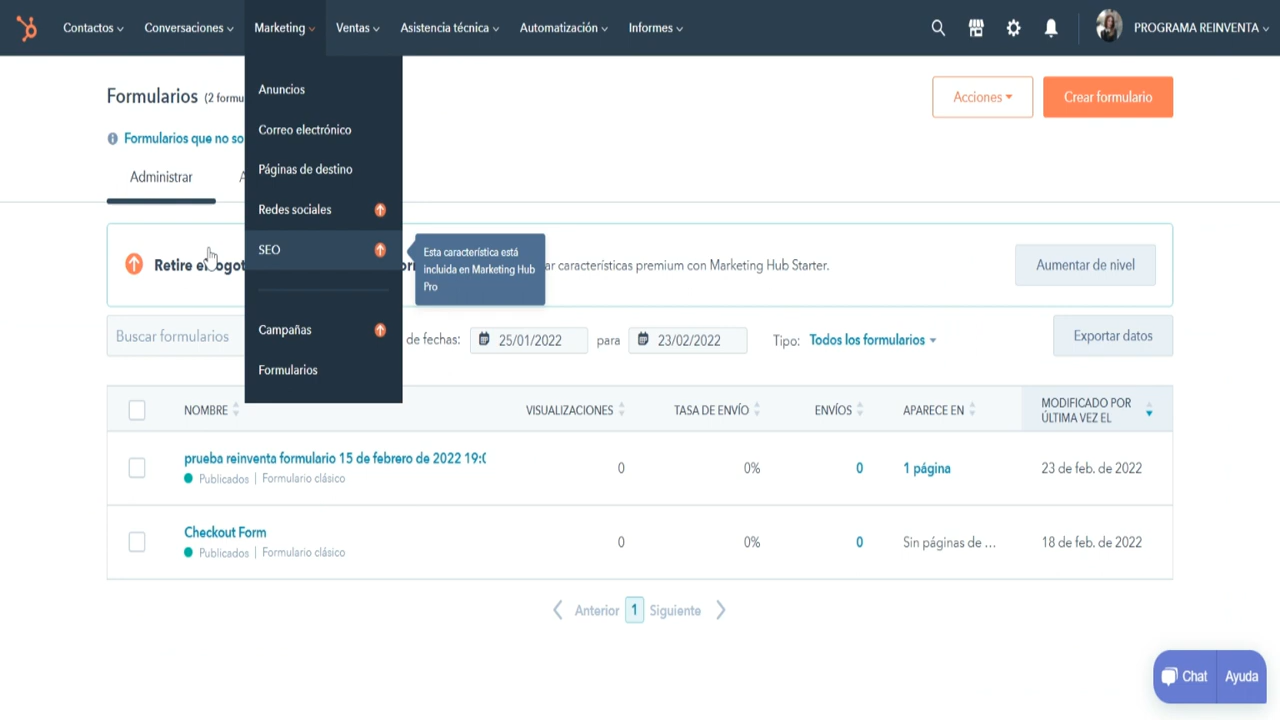 Contactos Conversaciones Marketing Ventas Asistencia técnica Automatización Informes PROGRAMA REINVENTA
Formularios (2 formu
Acciones Crear formulario
Formularios que no so
Administrar
Anuncios
Correo electrónico
Páginas de destino
Redes sociales
SEO
Campañas
Formularios
Esta característica está
incluida en Marketing Hub
Pro
Retire ar características premium con Marketing Hub Starter.
Aumentar de nivel
Buscar formularios de fechas: 25/01/2022 para 23/02/2022 Tipo: Todos los formularios Exportar datos
NOMBRE VISUALIZACIONES TASA DE ENVÍO ENVÍOS APARECE EN MODIFICADO POR
ÚLTIMA VEZ EL
prueba reinventa formulario 15 de febrero de 2022 19:0 0 0% 0 1 página 23 de feb. de 2022
Publicados | Formulario clásico
Checkout Form 0 0% 0 Sin páginas de ... 18 de feb. de 2022
Publicados | Formulario clásico
Anterior 1 Siguiente
Chat Ayuda